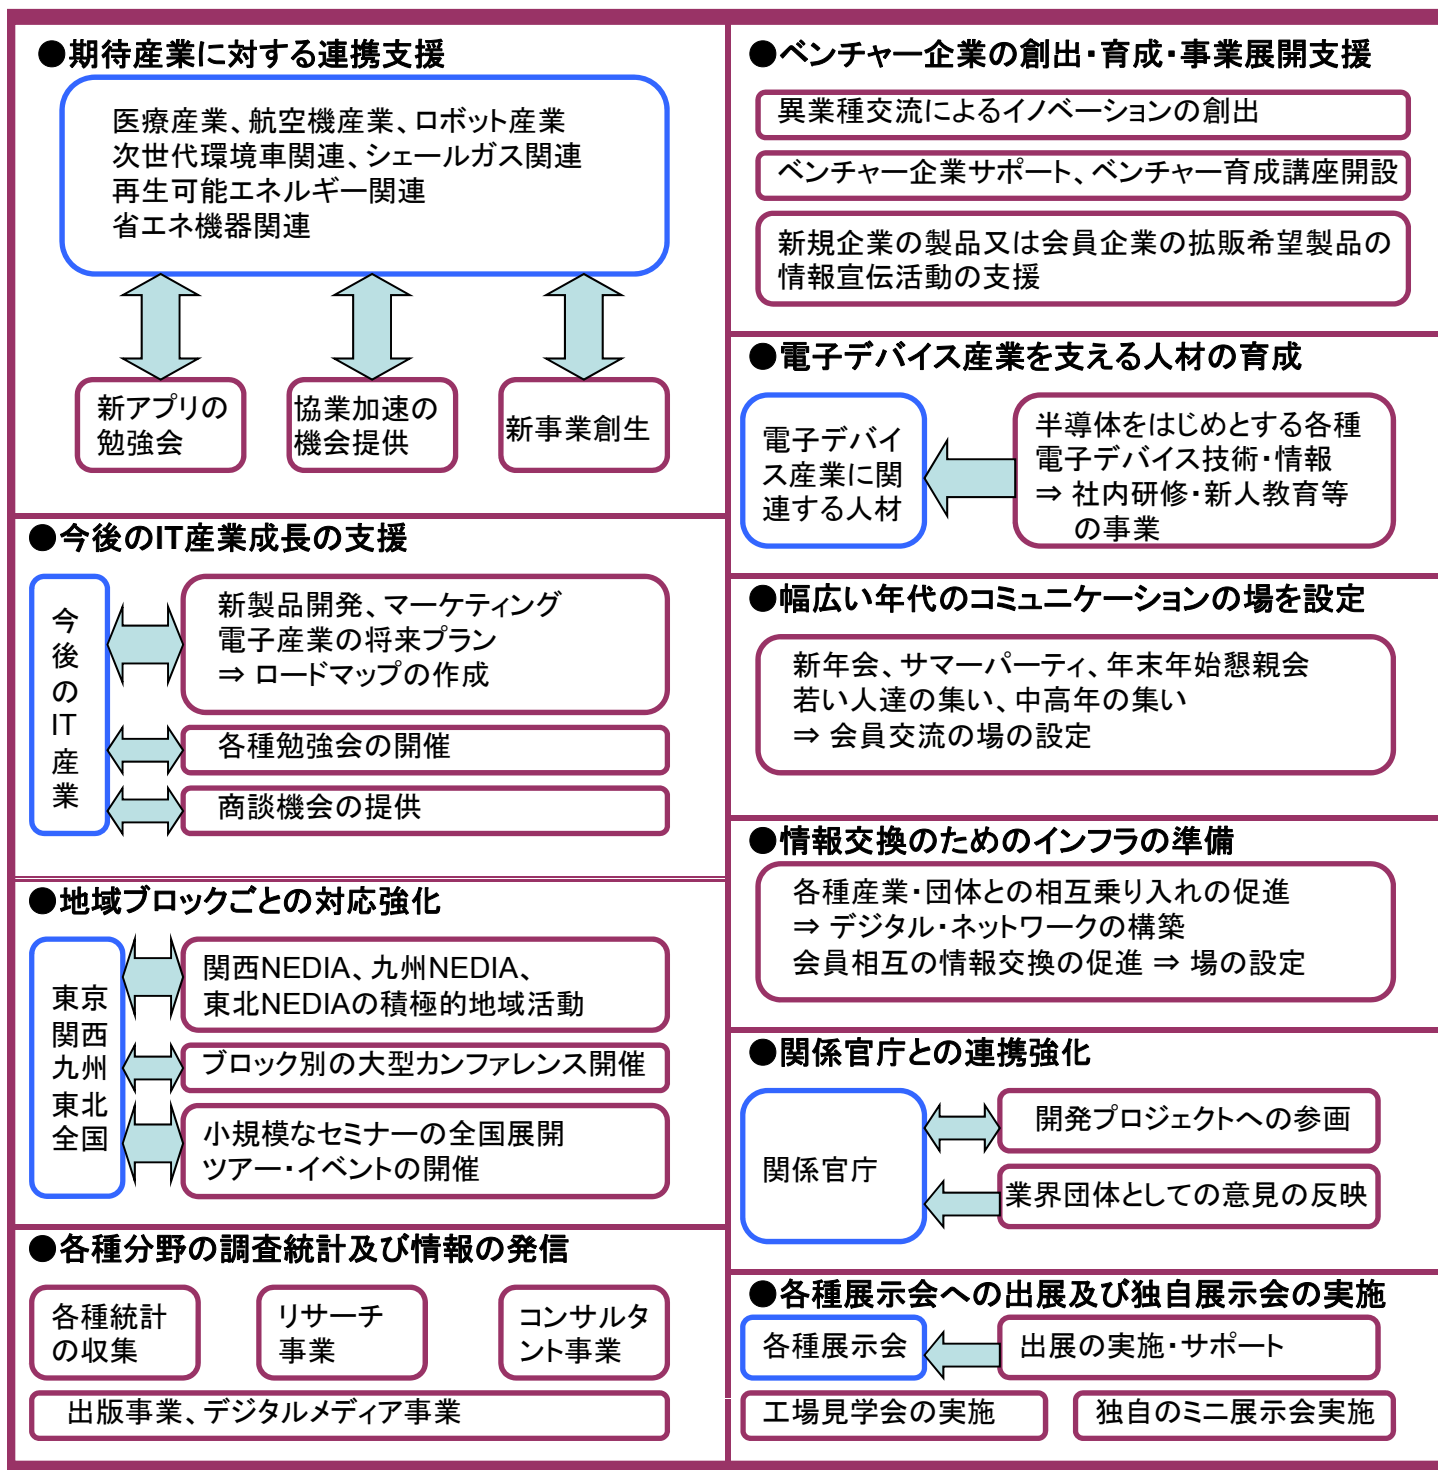 ●期待産業に対する連携支援
医療産業、航空機産業、ロボット産業
次世代環境車関連、シェールガス関連
再生可能エネルギー関連
省エネ機器関連
新アプリの
勉強会
協業加速の
機会提供
新事業創生
●今後のIT産業成長の支援
今
後
の
IT
産
業
新製品開発、マーケティング
電子産業の将来プラン
⇒ ロードマップの作成
各種勉強会の開催
商談機会の提供
●地域ブロックごとの対応強化
東京
関西
九州
東北
全国
関西NEDIA、九州NEDIA、
東北NEDIAの積極的地域活動
ブロック別の大型カンファレンス開催
小規模なセミナーの全国展開
ツアー・イベントの開催
●各種分野の調査統計及び情報の発信
各種統計
の収集
リサーチ
事業
コンサルタ
ント事業
出版事業、デジタルメディア事業
●ベンチャー企業の創出・育成・事業展開支援
異業種交流によるイノベーションの創出
ベンチャー企業サポート、ベンチャー育成講座開設
新規企業の製品又は会員企業の拡販希望製品の
情報宣伝活動の支援
●電子デバイス産業を支える人材の育成
電子デバイ
ス産業に関
連する人材
半導体をはじめとする各種
電子デバイス技術・情報
⇒ 社内研修・新人教育等
の事業
●幅広い年代のコミュニケーションの場を設定
新年会、サマーパーティ、年末年始懇親会
若い人達の集い、中高年の集い
⇒ 会員交流の場の設定
●情報交換のためのインフラの準備
各種産業・団体との相互乗り入れの促進
⇒ デジタル・ネットワークの構築
会員相互の情報交換の促進 ⇒ 場の設定
●関係官庁との連携強化
関係官庁
開発プロジェクトへの参画
業界団体としての意見の反映
●各種展示会への出展及び独自展示会の実施
各種展示会
出展の実施・サポート
工場見学会の実施
独自のミニ展示会実施